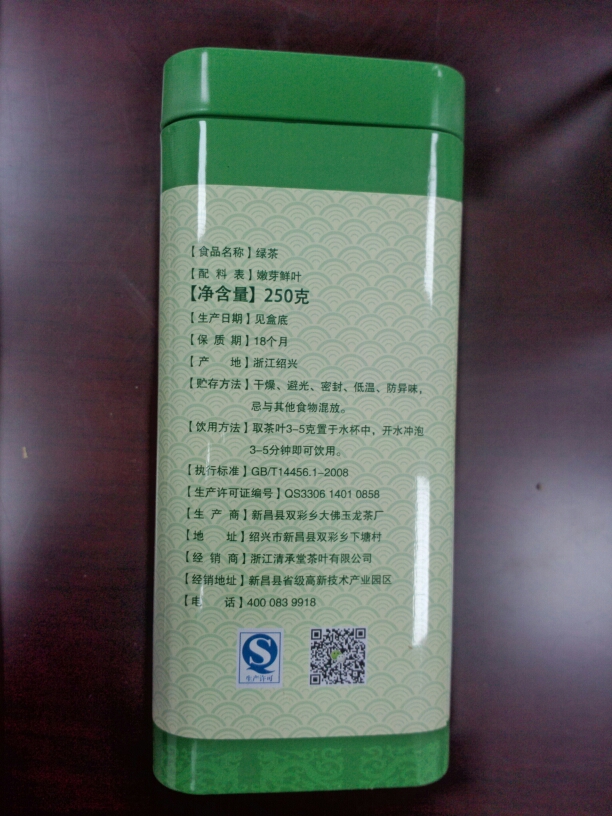 【食品名称】绿茶
【配 料 表】嫩芽鲜叶
【净含量】250克
【生产日期】见盒底
【保 质 期】18个月
【产 地】浙江绍兴
【贮存方法】干燥、避光、密封、低温、防异味，
忌与其他食物混放。
【饮用方法】取茶叶3-5克置于水杯中，开水冲泡
3-5分钟即可饮用。
【执行标准】GB/T14456.1-2008
【生产许可证编号】QS3306 1401 0858
【生 产 商】新昌县双彩乡大佛玉龙茶厂
【地 址】绍兴市新昌县双彩乡下塘村
【经 销 商】浙江清承堂茶叶有限公司
【经销地址】新昌县省级高新技术产业园区
【电 话】400 083 9918
生产许可